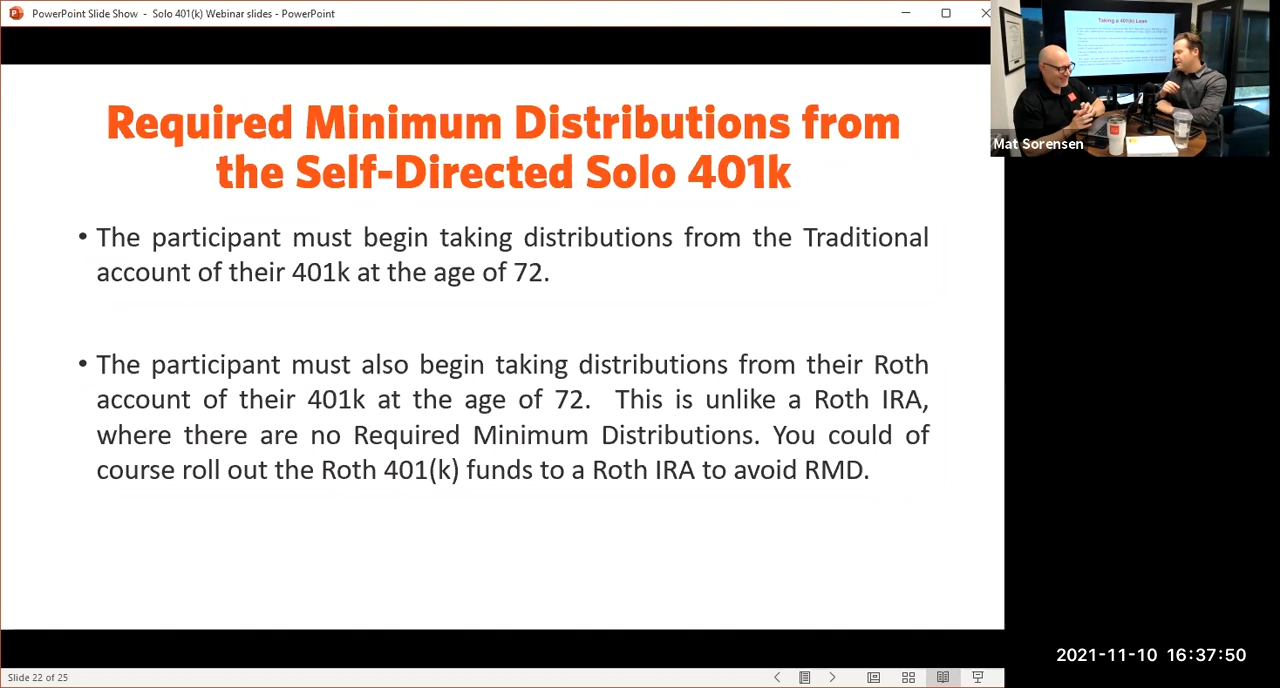 PowerPoint Slide Show - Solo 401(k) Webinar slides - PowerPoint
Taking a 401(k) Loan
Mat Sorensen
Required Minimum Distributions from
the Self-Directed Solo 401k
• The participant must begin taking distributions from the Traditional
account of their 401k at the age of 72.
• The participant must also begin taking distributions from their Roth
account of their 401k at the age of 72. This is unlike a Roth IRA,
where there are no Required Minimum Distributions. You could of
course roll out the Roth 401(k) funds to a Roth IRA to avoid RMD.
2021-11-10 16:37:50
Slide 22 of 25